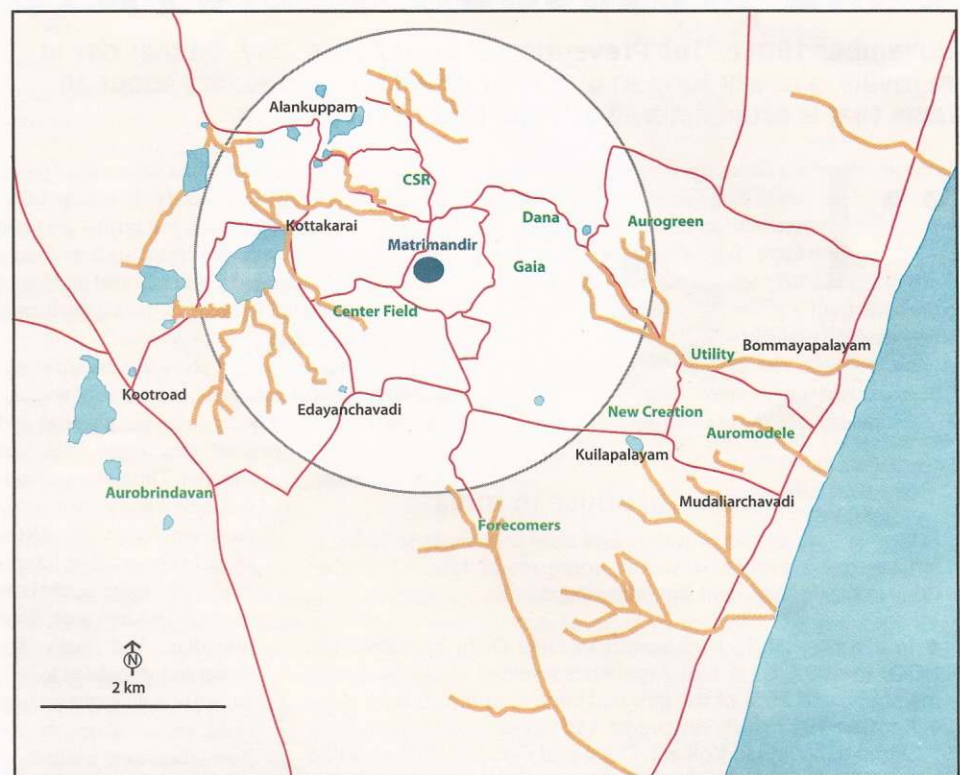 Alankuppam
CSR
Kottakarai
Dana
Aurogreen
Matrimandir
Gaia
Center Field
Utility
Bommayapalayam
Kootroad
Edayanchavadi
New Creation
Auromodele
Kuilapalayam
Aurobrindavan
Mudaliarchavadi
Forecomers
N
2 km